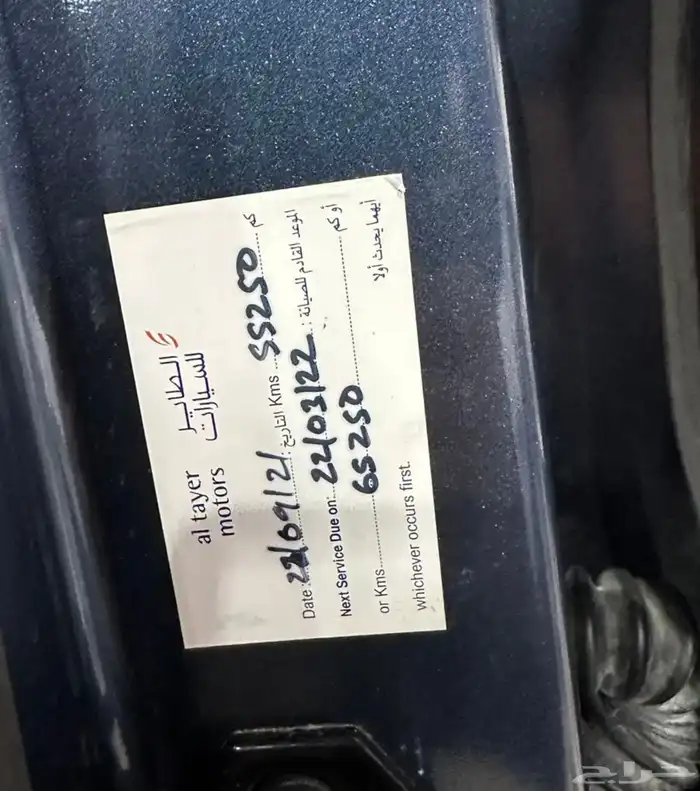 al tayer
motors
الطاير
للسيارات
Date: 22/09/21 التاريخ: Kms 55250 كم
Next Service Due on: 22/03/22 الموعد القادم للصيانة:
or Kms 65250 أو كم
whichever occurs first. أيهما يحدث أولا
حراج